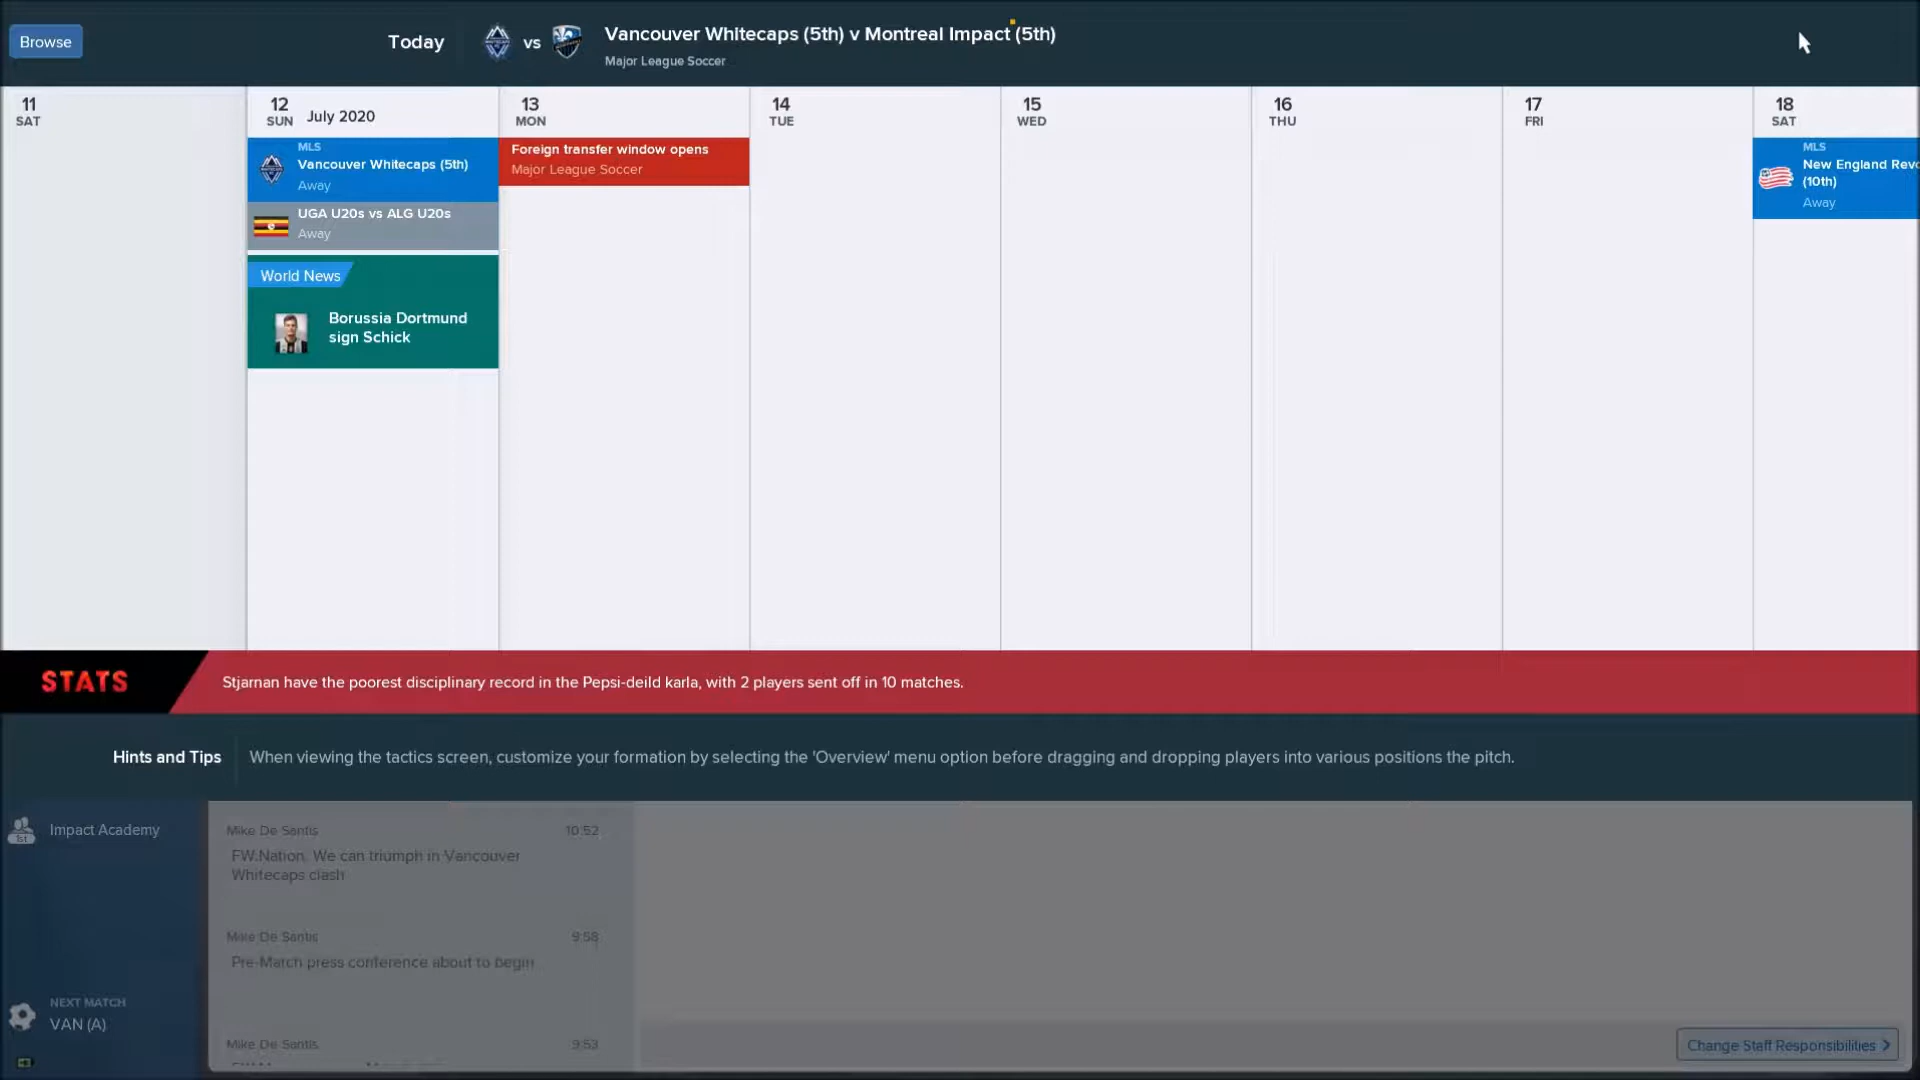 Browse
Today
vs
Vancouver Whitecaps (5th) v Montreal Impact (5th)
Major League Soccer
11
SAT
12
SUN
July 2020
13
MON
14
TUE
15
WED
16
THU
17
FRI
18
SAT
MLS
Vancouver Whitecaps (5th)
Away
UGA U20s vs ALG U20s
Away
World News
Borussia Dortmund
sign Schick
Foreign transfer window opens
Major League Soccer
MLS
New England Revo
(10th)
Away
STATS
Stjarnan have the poorest disciplinary record in the Pepsi-deild karla, with 2 players sent off in 10 matches.
Hints and Tips
When viewing the tactics screen, customize your formation by selecting the 'Overview' menu option before dragging and dropping players into various positions the pitch.
Impact Academy
Mike De Santis
10:52
FW:Nation. We can triumph in Vancouver
Whitecaps clash
Mike De Santis
9:58
Pre-Match press conference about to begin
NEXT MATCH
VAN (A)
Mike De Santis
9:53
Change Staff Responsibilities